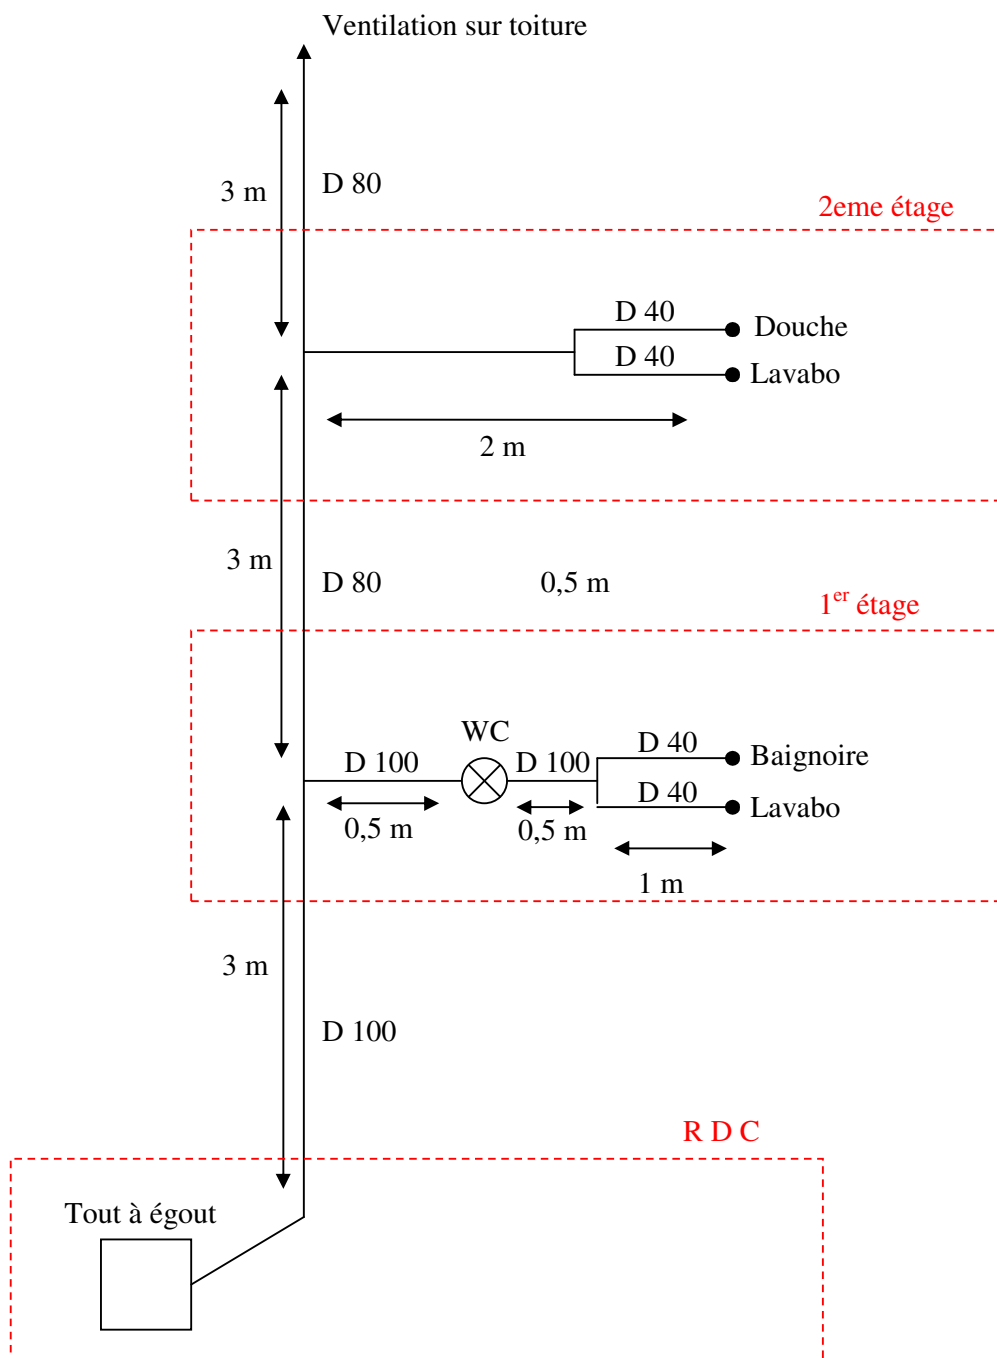 Ventilation sur toiture
3 m
D 80
2eme étage
D 40
Douche
D 40
Lavabo
2 m
3 m
D 80
0,5 m
1er étage
WC
D 100
D 100
D 40
Baignoire
D 40
Lavabo
0,5 m
0,5 m
1 m
3 m
D 100
R D C
Tout à égout